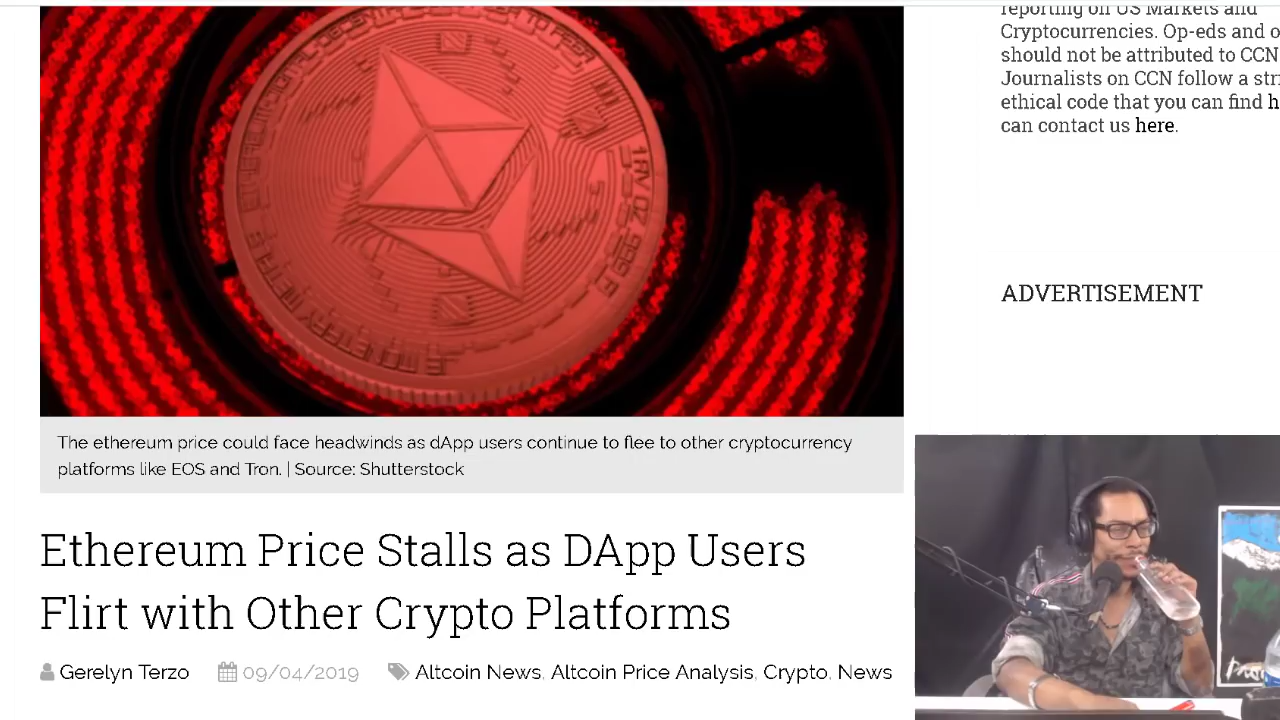 reporting on US Markets and
Cryptocurrencies. Op-eds and o
should not be attributed to CCN
Journalists on CCN follow a stri
ethical code that you can find h
can contact us here.
ADVERTISEMENT
The ethereum price could face headwinds as dApp users continue to flee to other cryptocurrency
platforms like EOS and Tron. | Source: Shutterstock
Ethereum Price Stalls as DApp Users
Flirt with Other Crypto Platforms
Gerelyn Terzo 09/04/2019 Altcoin News, Altcoin Price Analysis, Crypto, News